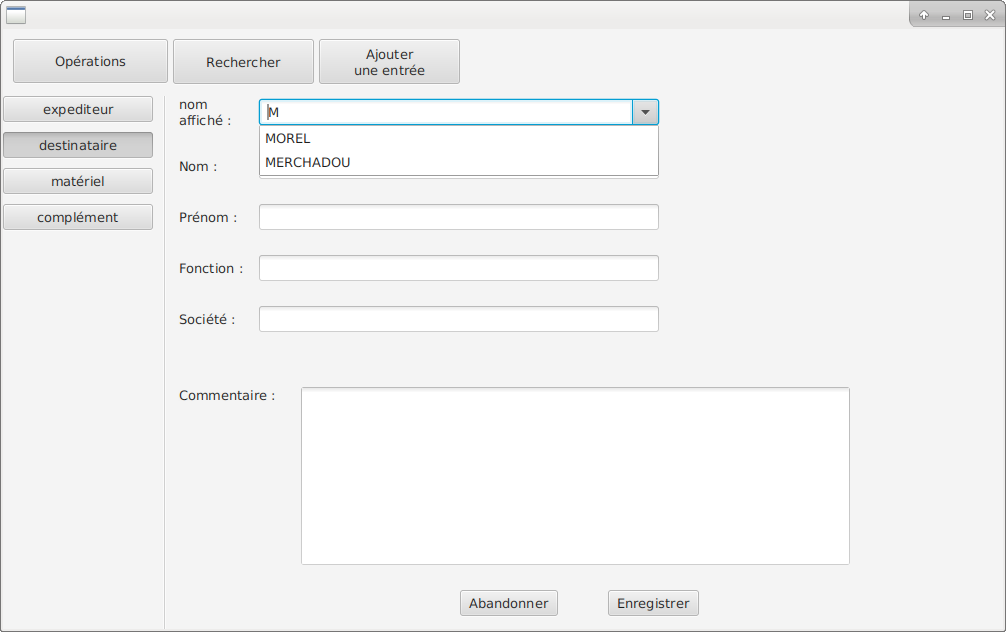 Opérations
Rechercher
Ajouter
une entrée
expediteur
destinataire
matériel
complément
nom
affiché :
M
MOREL
MERCHADOU
Nom :
Prénom :
Fonction :
Société :
Commentaire :
Abandonner
Enregistrer